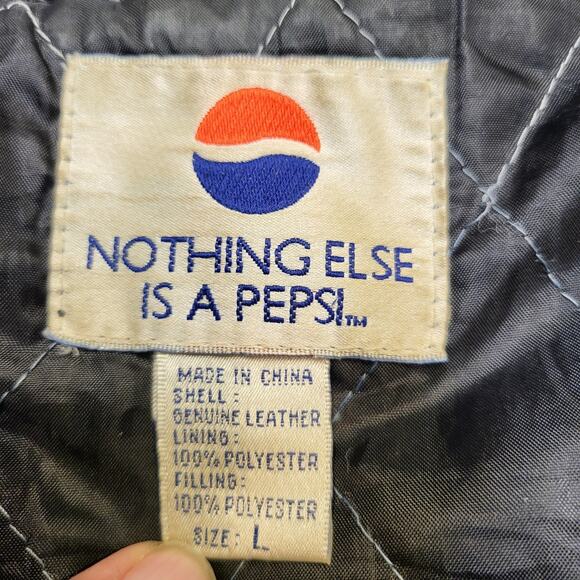 NOTHING ELSE
IS A PEPSI™
MADE IN CHINA
SHELL:
GENUINE LEATHER
LINING:
100% POLYESTER
FILLING:
100% POLYESTER
SIZE: L